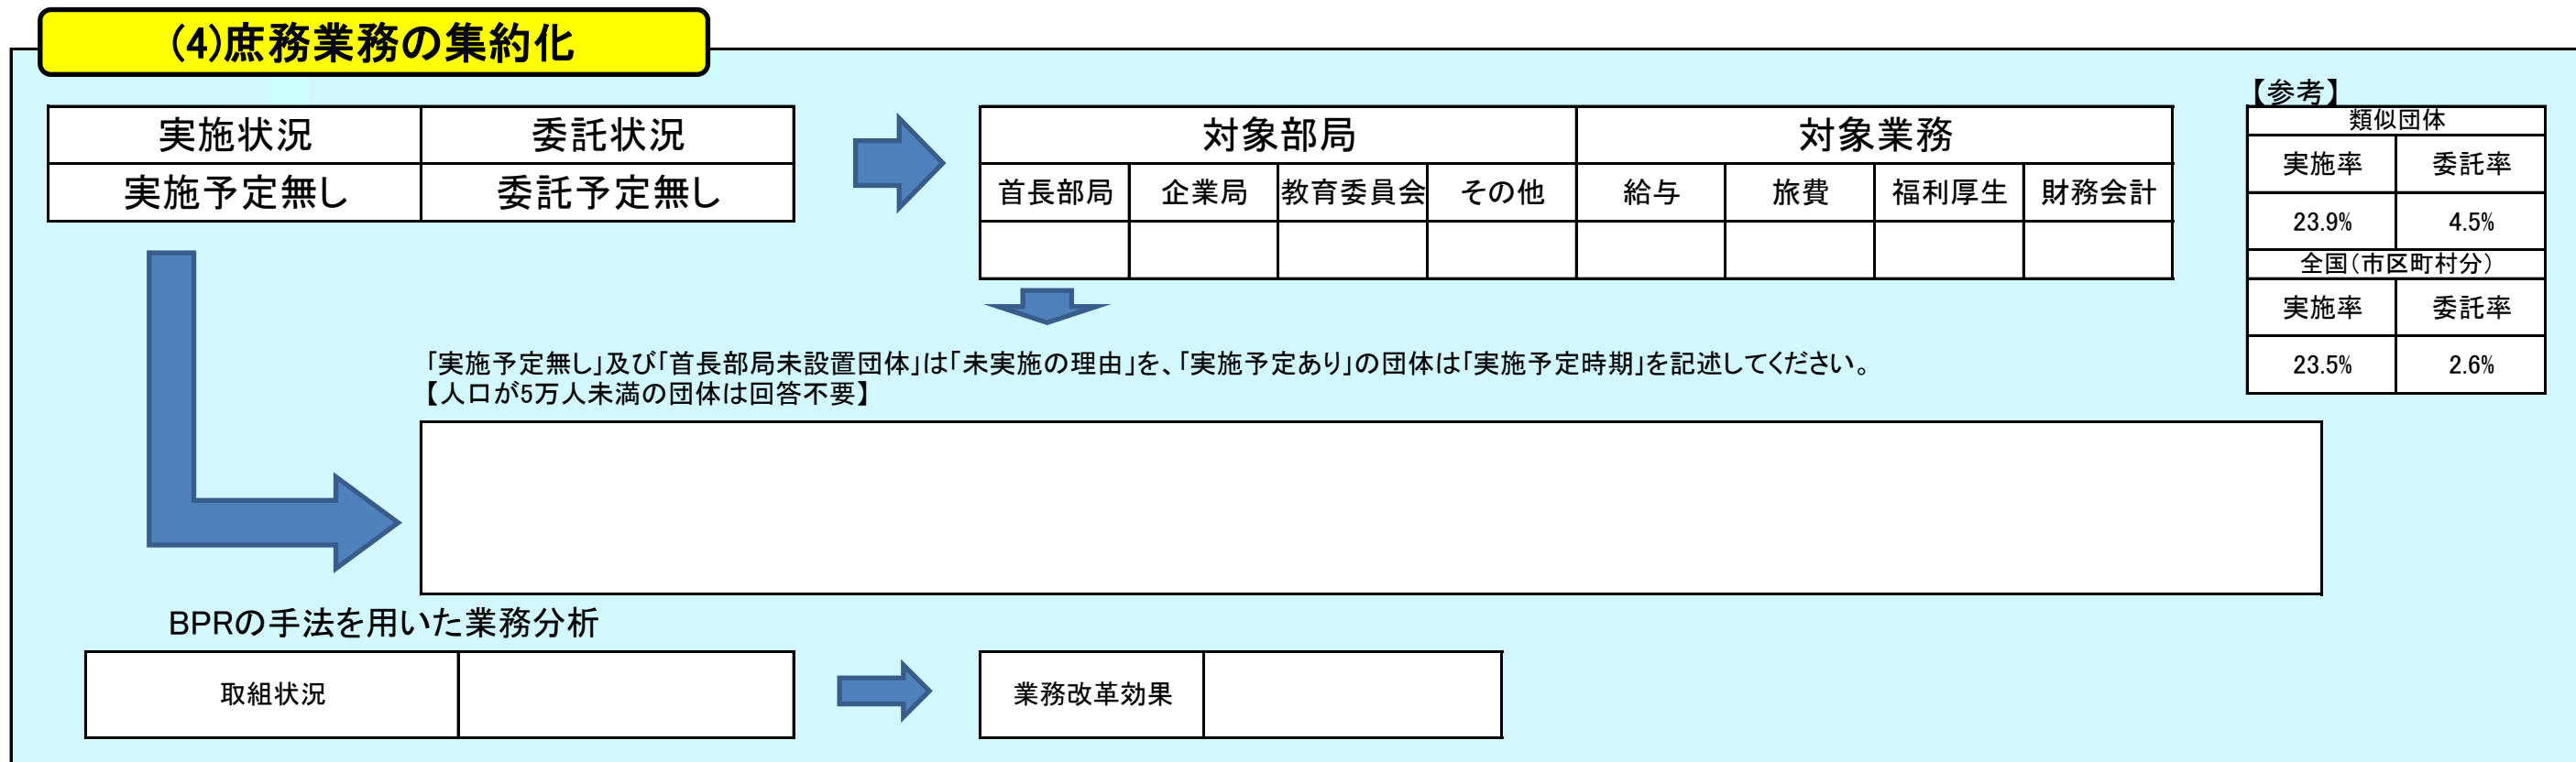 (4)庶務業務の集約化
実施状況 委託状況
実施予定無し 委託予定無し
対象部局 対象業務
首長部局 企業局 教育委員会 その他 給与 旅費 福利厚生 財務会計
【参考】
類似団体
実施率 委託率
23.9% 4.5%
全国(市区町村分)
実施率 委託率
23.5% 2.6%
「実施予定無し」及び「首長部局未設置団体」は「未実施の理由」を、「実施予定あり」の団体は「実施予定時期」を記述してください。
【人口が5万人未満の団体は回答不要】
BPRの手法を用いた業務分析
取組状況
業務改革効果